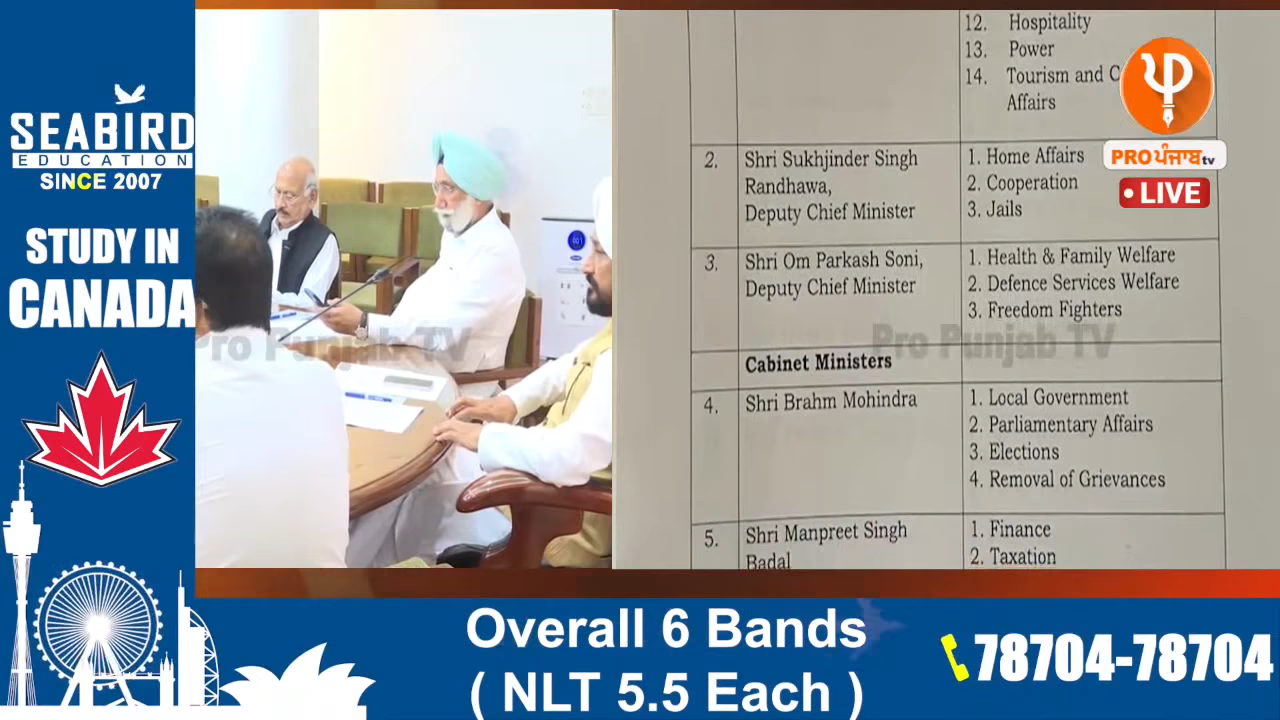 SEABIRD
EDUCATION
SINCE 2007
STUDY IN
CANADA
Pro Punjab TV
12. Hospitality
13. Power
14. Tourism and C
Affairs
2. Shri Sukhjinder Singh
Randhawa,
Deputy Chief Minister
1. Home Affairs
2. Cooperation
3. Jails
3. Shri Om Parkash Soni,
Deputy Chief Minister
1. Health & Family Welfare
2. Defence Services Welfare
3. Freedom Fighters
Pro Punjab TV
Cabinet Ministers
4. Shri Brahm Mohindra
1. Local Government
2. Parliamentary Affairs
3. Elections
4. Removal of Grievances
5. Shri Manpreet Singh
Badal
1. Finance
2. Taxation
PRO ਪੰਜਾਬ tv
• LIVE
Overall 6 Bands
( NLT 5.5 Each )
78704-78704